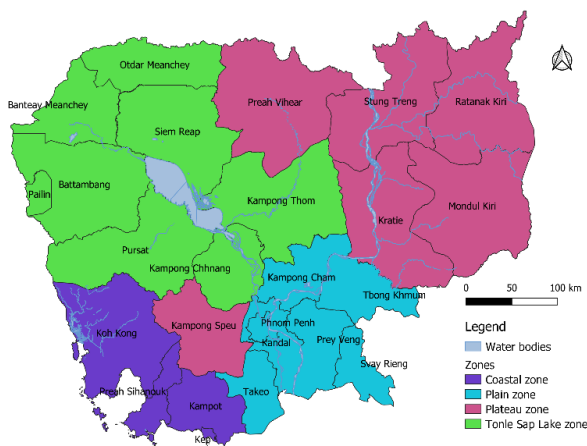 Otdar Meanchey
Preah Vihear
Stung Treng
Ratanak Kiri
Banteay Meanchey
Siem Reap
Battambang
Pailin
Kampong Thom
Mondul Kiri
Kratie
Pursat
Kampong Chhnang
Kampong Cham
Tbong Khmum
Koh Kong
Kampong Speu
Phnom Penh
Kandal
Prey Veng
Svay Rieng
Preah Sihanouk
Takeo
Kampot
Kep
0 50 100 km
Legend
Water bodies
Zones
Coastal zone
Plain zone
Plateau zone
Tonle Sap Lake zone